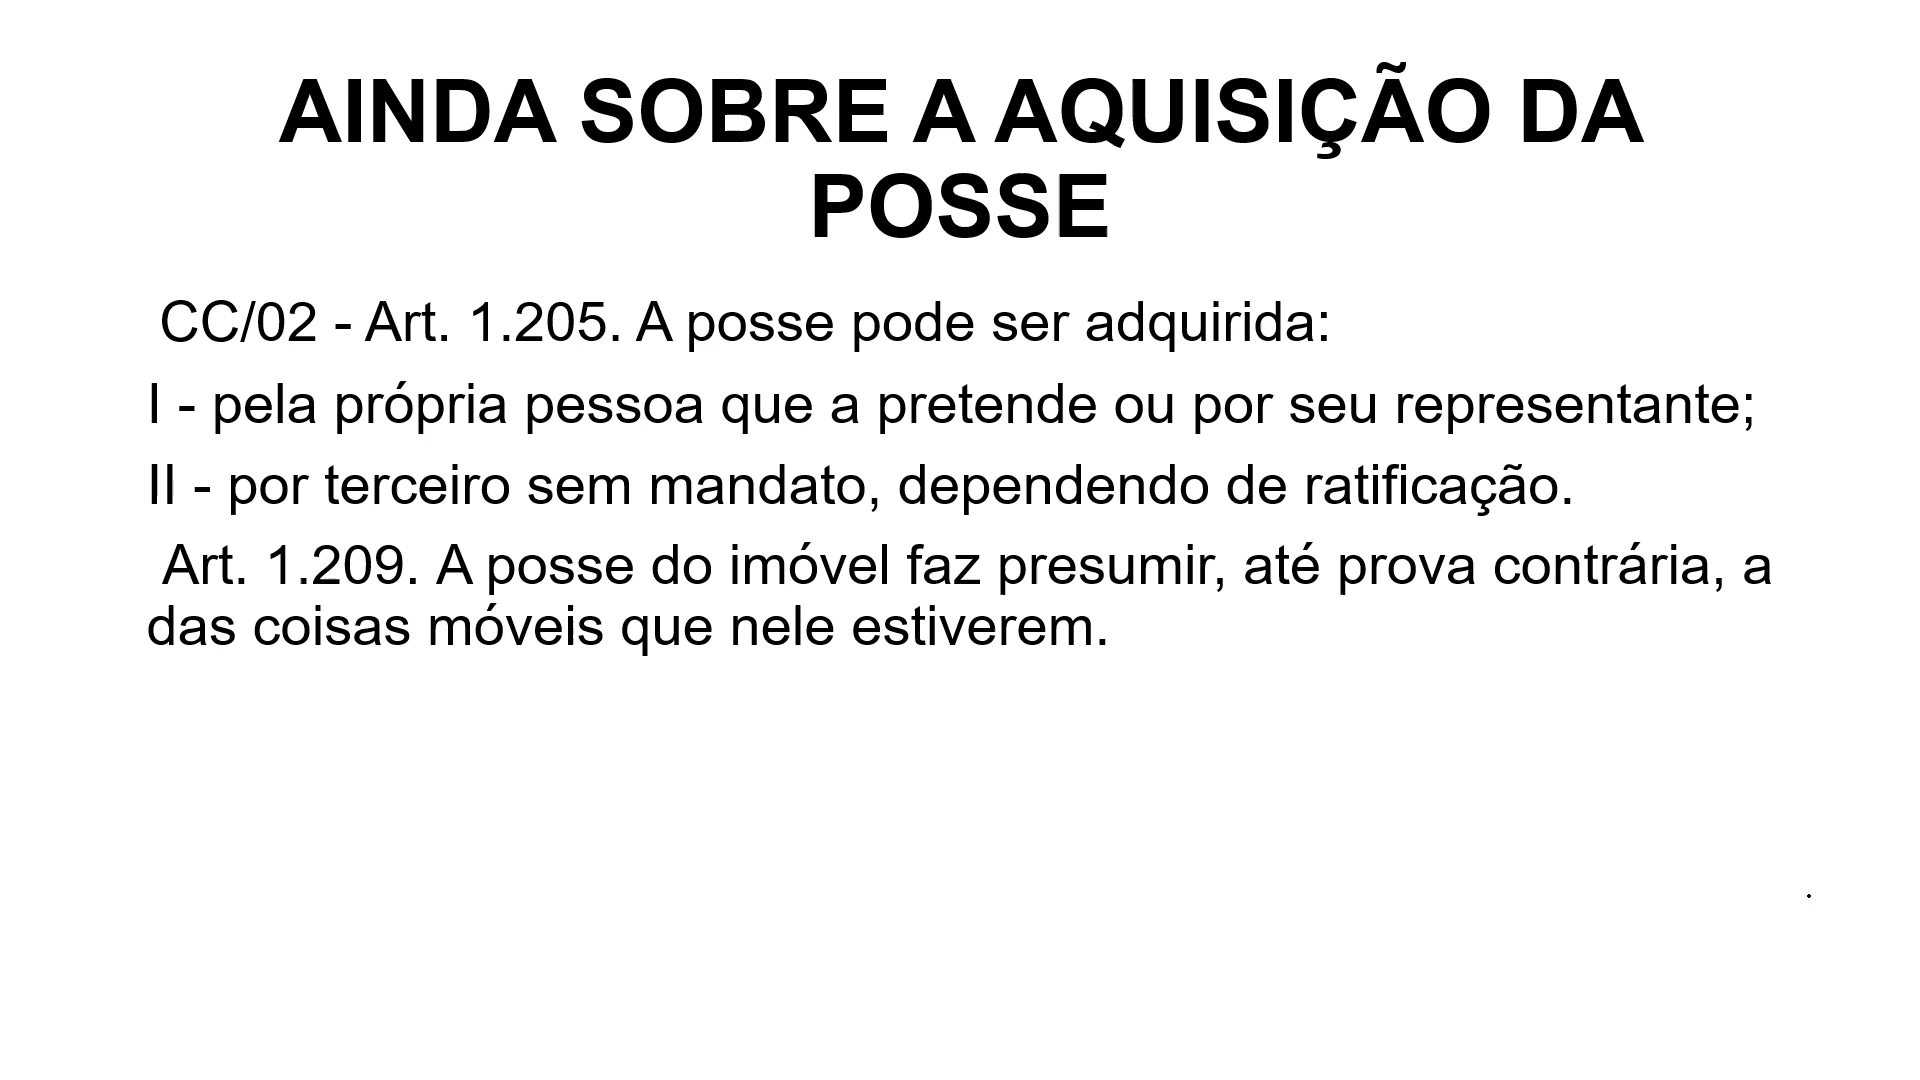 AINDA SOBRE A AQUISIÇÃO DA
POSSE
CC/02 - Art. 1.205. A posse pode ser adquirida:
I - pela própria pessoa que a pretende ou por seu representante;
II - por terceiro sem mandato, dependendo de ratificação.
Art. 1.209. A posse do imóvel faz presumir, até prova contrária, a
das coisas móveis que nele estiverem.
.